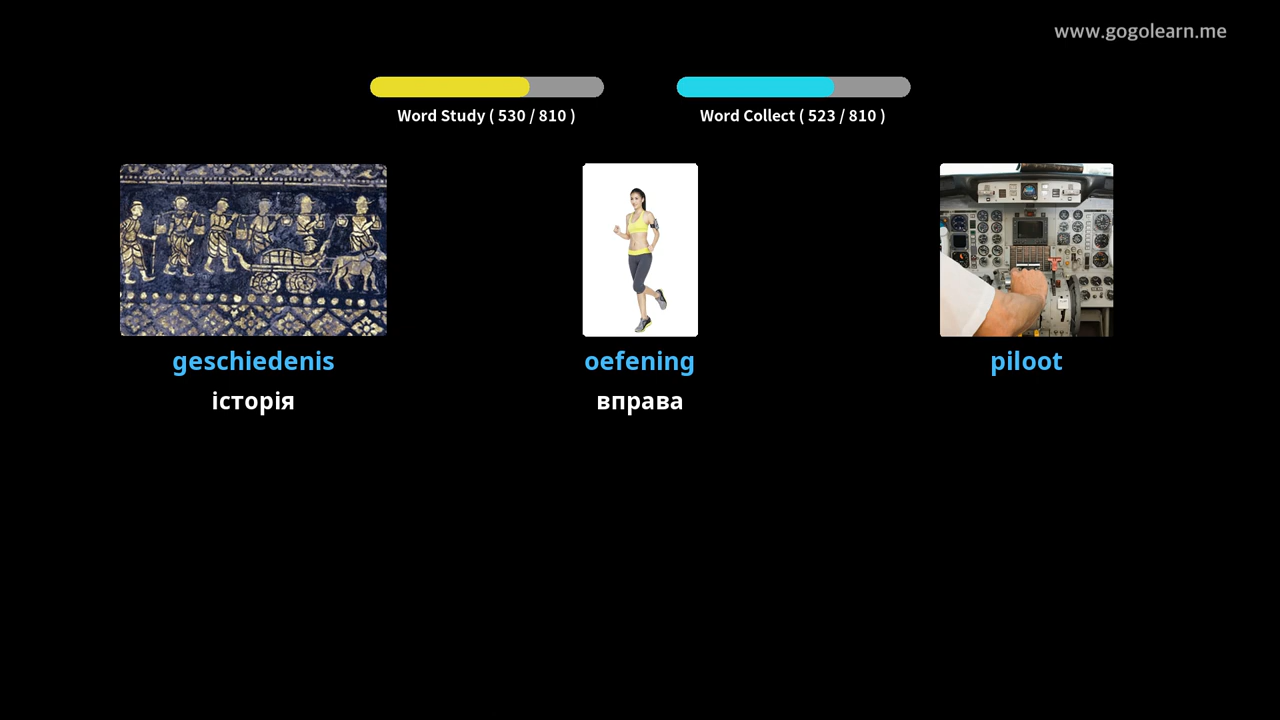 www.gogolearn.me
Word Study ( 530 / 810 )
Word Collect ( 523 / 810 )
geschiedenis
oefening
piloot
історія
вправа